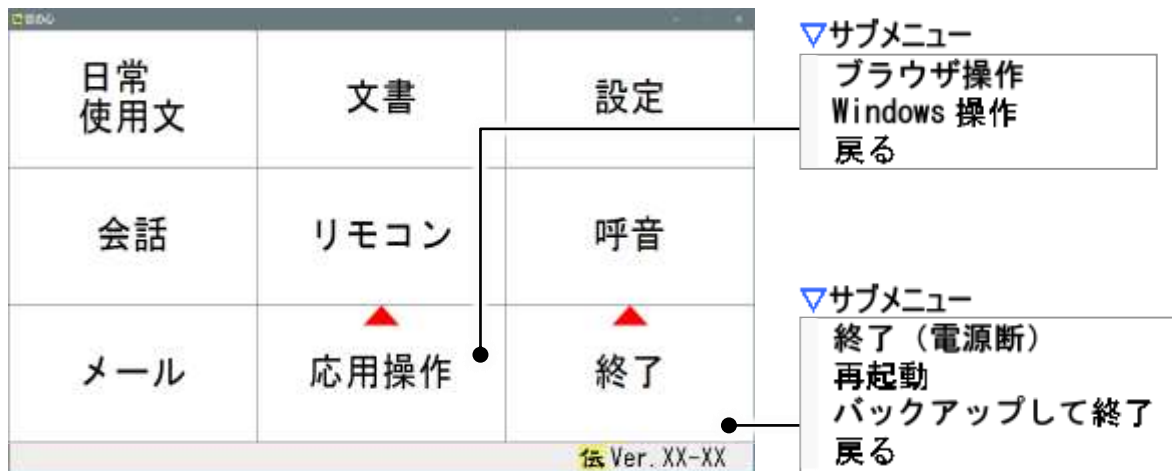 伝の心
日常
使用文
文書
設定
会話
リモコン
呼音
メール
応用操作
終了
伝 Ver. XX-XX
▽サブメニュー
ブラウザ操作
Windows 操作
戻る
▽サブメニュー
終了（電源断）
再起動
バックアップして終了
戻る